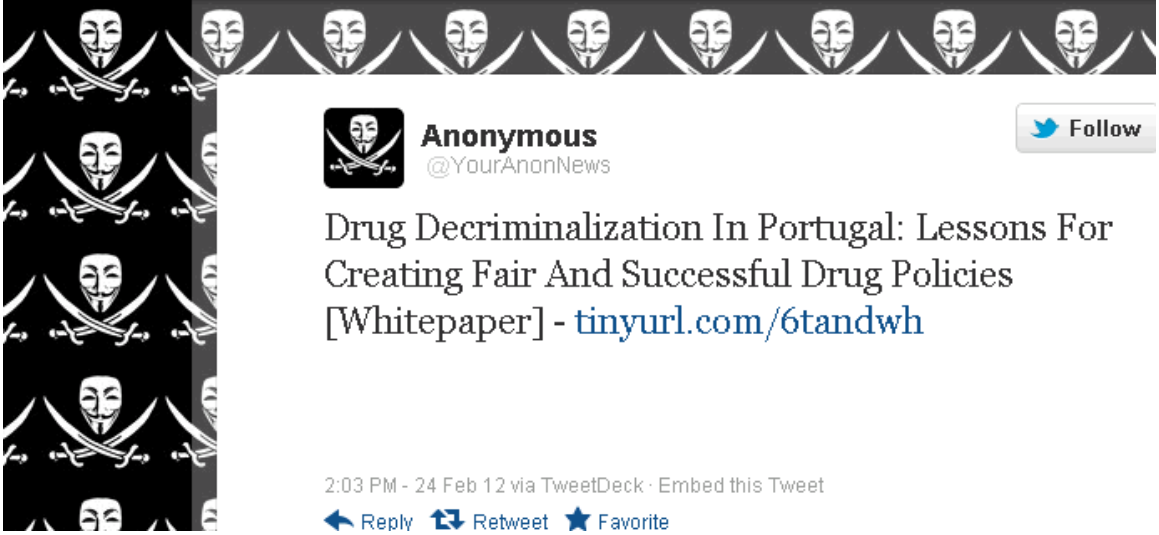 Anonymous
@YourAnonNews
Follow
Drug Decriminalization In Portugal: Lessons For
Creating Fair And Successful Drug Policies
[Whitepaper] - tinyurl.com/6tandwh
2:03 PM - 24 Feb 12 via TweetDeck · Embed this Tweet
Reply Retweet Favorite